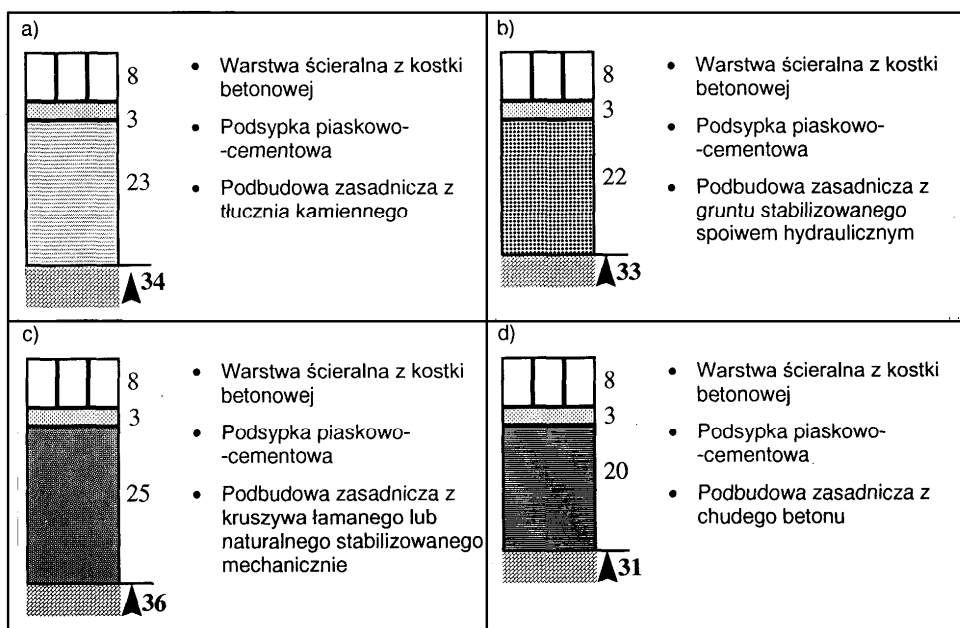 a)
8
3
23
34
• Warstwa ścieralna z kostki
betonowej
• Podsypka piaskowo-
-cementowa
• Podbudowa zasadnicza z
tłucznia kamiennego
b)
8
3
22
33
• Warstwa ścieralna z kostki
betonowej
• Podsypka piaskowo-
-cementowa
• Podbudowa zasadnicza z
gruntu stabilizowanego
spoiwem hydraulicznym
c)
8
3
25
36
• Warstwa ścieralna z kostki
betonowej
• Podsypka piaskowo-
-cementowa
• Podbudowa zasadnicza z
kruszywa łamanego lub
naturalnego stabilizowanego
mechanicznie
d)
8
3
20
31
• Warstwa ścieralna z kostki
betonowej
• Podsypka piaskowo-
-cementowa
• Podbudowa zasadnicza z
chudego betonu